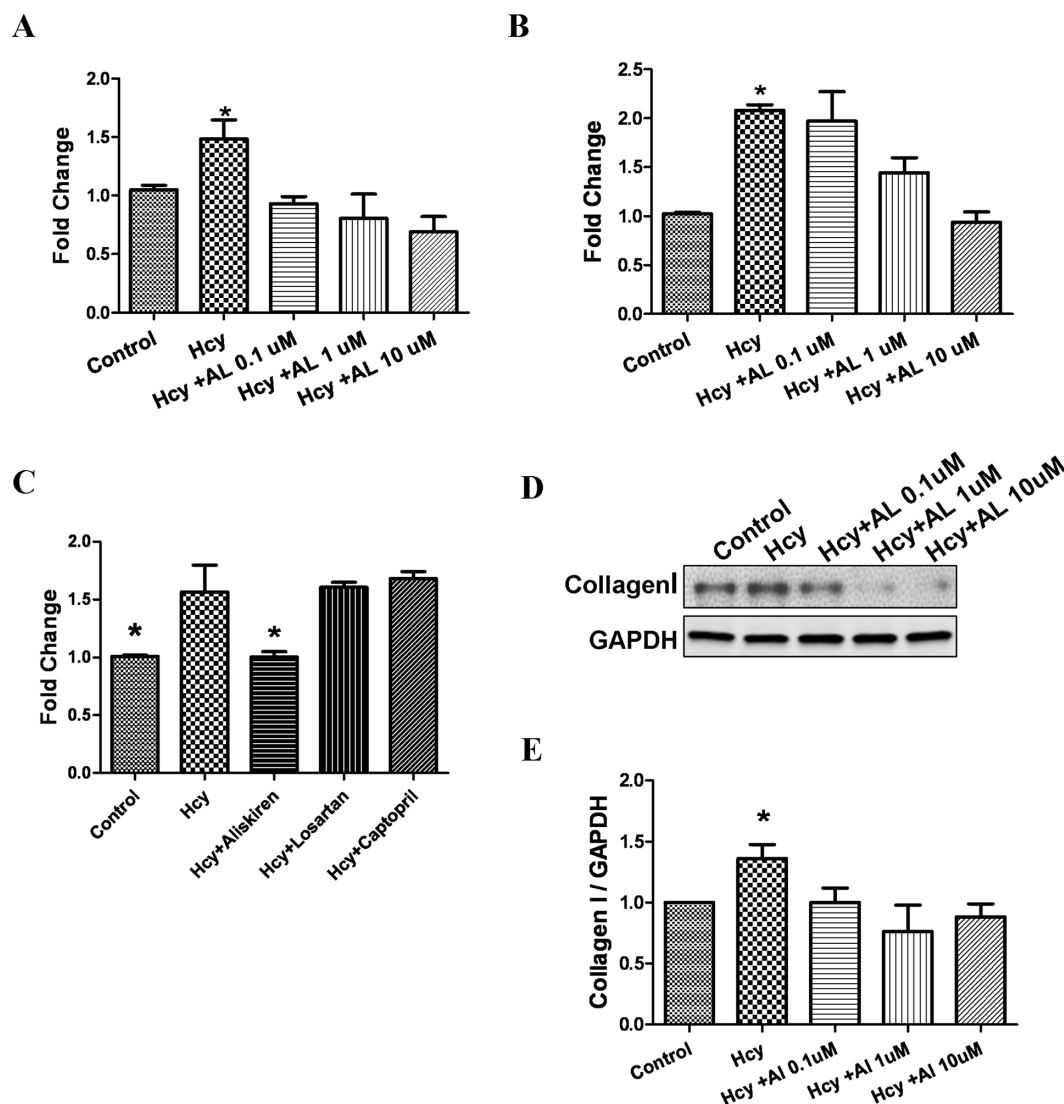 A
Fold Change
2.0
1.5
1.0
0.5
0.0
*
Control
Hcy
Hcy +AL 0.1 uM
Hcy +AL 1 uM
Hcy +AL 10 uM
B
Fold Change
2.5
2.0
1.5
1.0
0.5
0.0
*
Control
Hcy
Hcy +AL 0.1 uM
Hcy +AL 1 uM
Hcy +AL 10 uM
C
Fold Change
2.0
1.5
1.0
0.5
0.0
*
*
Control
Hcy
Hcy+Aliskiren
Hcy+Losartan
Hcy+Captopril
D
Control
Hcy
Hcy+AL 0.1uM
Hcy+AL 1uM
Hcy+AL 10uM
CollagenI
GAPDH
E
Collagen I / GAPDH
2.0
1.5
1.0
0.5
0.0
*
Control
Hcy
Hcy +Al 0.1uM
Hcy +Al 1uM
Hcy +Al 10uM